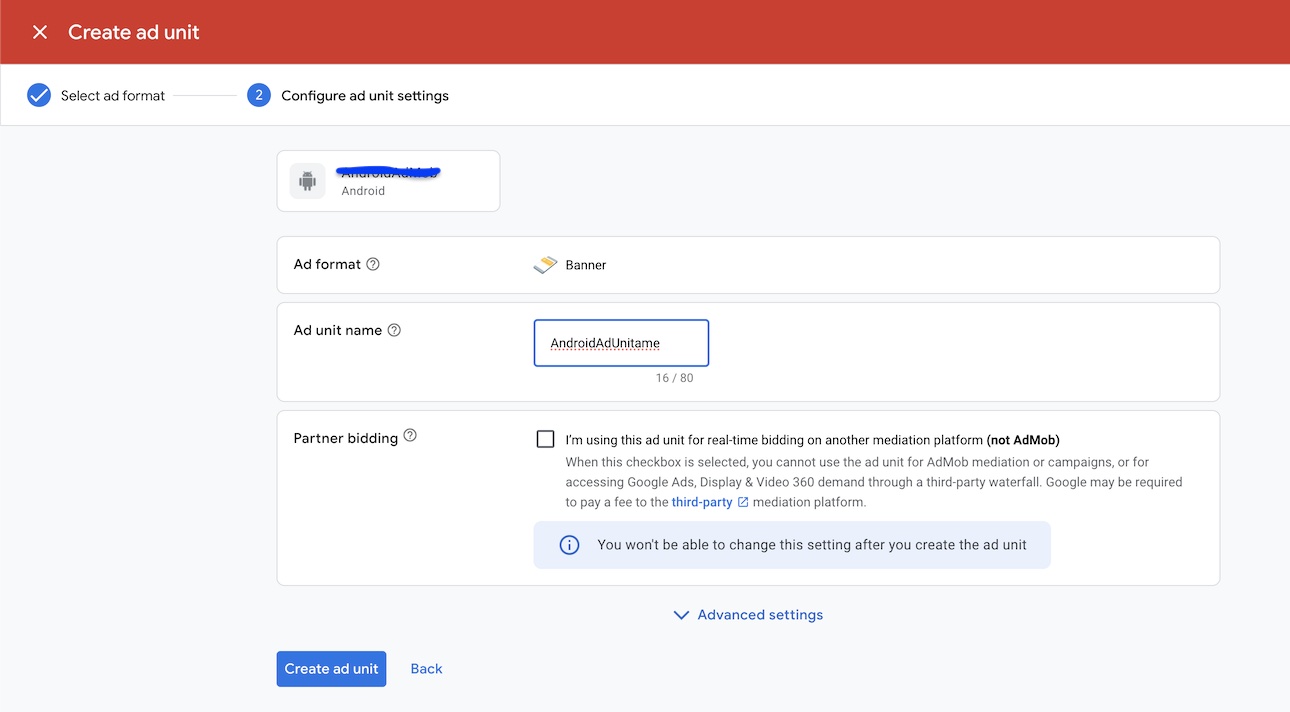 Create ad unit
Select ad format
2 Configure ad unit settings
Android
Ad format
Banner
Ad unit name
AndroidAdUnitame
16 / 80
Partner bidding
I'm using this ad unit for real-time bidding on another mediation platform (not AdMob)
When this checkbox is selected, you cannot use the ad unit for AdMob mediation or campaigns, or for
accessing Google Ads, Display & Video 360 demand through a third-party waterfall. Google may be required
to pay a fee to the third-party mediation platform.
You won't be able to change this setting after you create the ad unit
Advanced settings
Create ad unit
Back